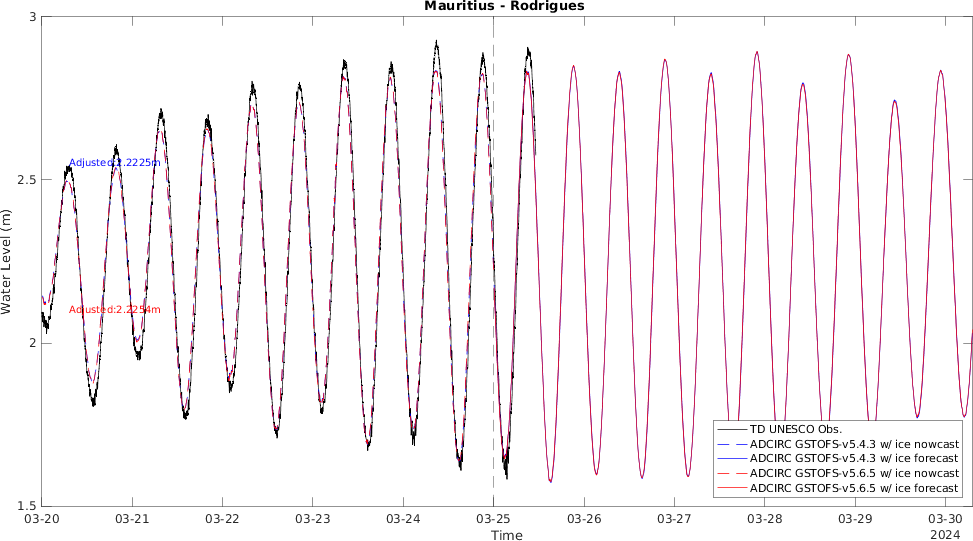 Mauritius - Rodrigues
3
2.5
2
1.5
Water Level (m)
Adjusted:2.2225m
Adjusted:2.2254m
TD UNESCO Obs.
ADCIRC GSTOFS-v5.4.3 w/ ice nowcast
ADCIRC GSTOFS-v5.4.3 w/ ice forecast
ADCIRC GSTOFS-v5.6.5 w/ ice nowcast
ADCIRC GSTOFS-v5.6.5 w/ ice forecast
03-20 03-21 03-22 03-23 03-24 03-25 03-26 03-27 03-28 03-29 03-30
Time
2024